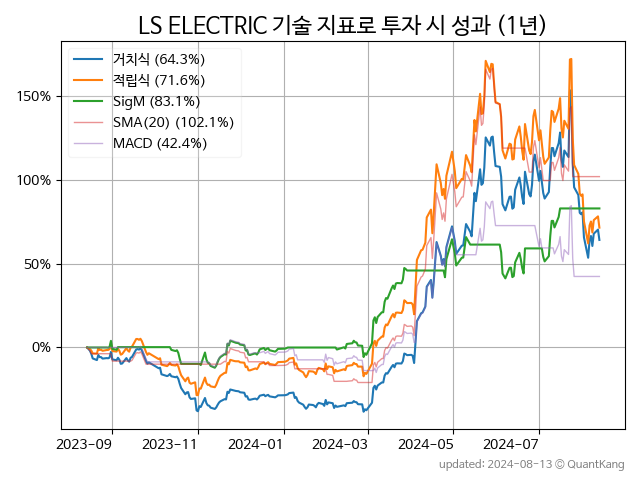 LS ELECTRIC 기술 지표로 투자 시 성과 (1년)
거치식 (64.3%)
적립식 (71.6%)
SigM (83.1%)
SMA(20) (102.1%)
MACD (42.4%)
150%
100%
50%
0%
2023-09 2023-11 2024-01 2024-03 2024-05 2024-07
updated: 2024-08-13 © QuantKang